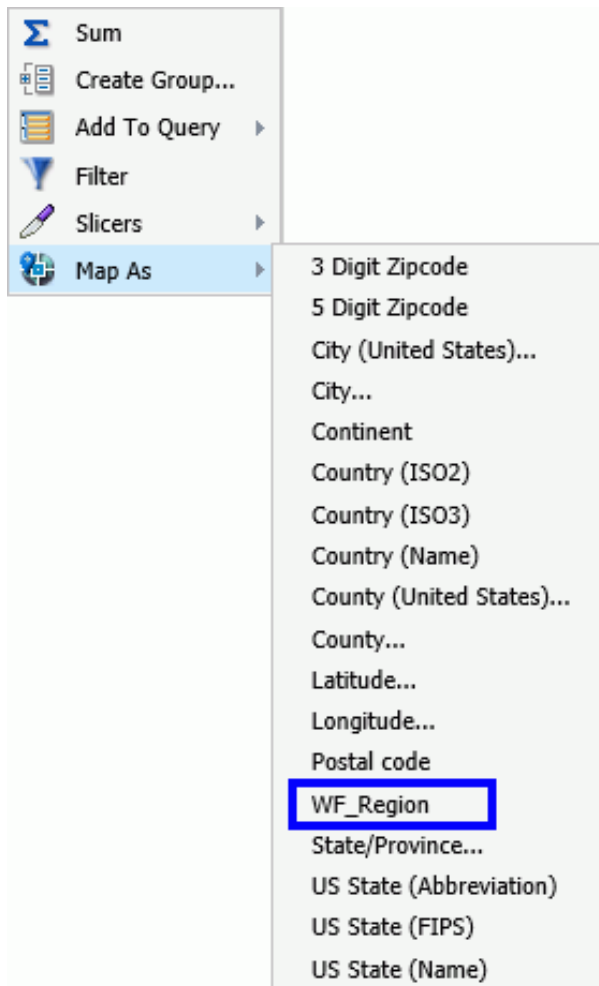 Sum
Create Group...
Add To Query
Filter
Slicers
Map As
3 Digit Zipcode
5 Digit Zipcode
City (United States)...
City...
Continent
Country (ISO2)
Country (ISO3)
Country (Name)
County (United States)...
County...
Latitude...
Longitude...
Postal code
WF_Region
State/Province...
US State (Abbreviation)
US State (FIPS)
US State (Name)